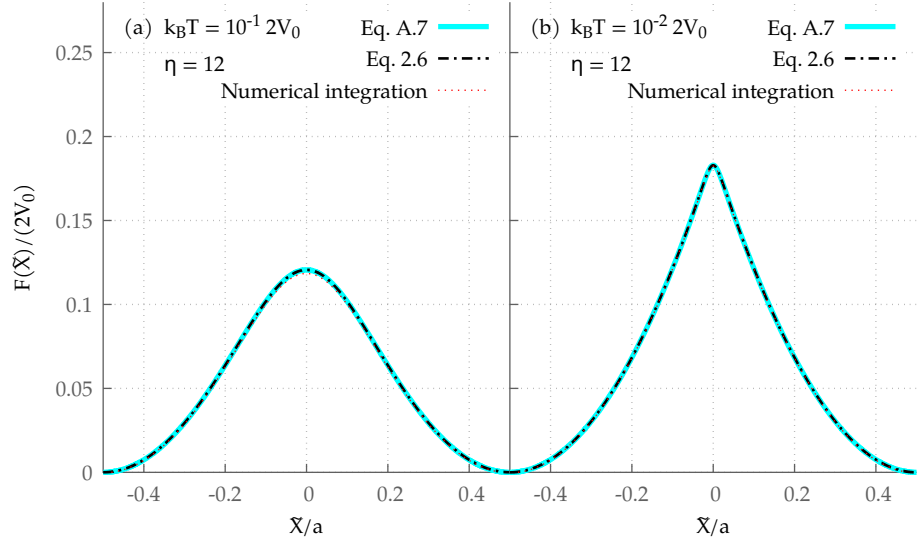 (a) k_BT = 10^-1 2V_0
η = 12
Eq. A.7
Eq. 2.6
Numerical integration
(b) k_BT = 10^-2 2V_0
η = 12
Eq. A.7
Eq. 2.6
Numerical integration
F(X̃)/(2V_0)
0.25
0.2
0.15
0.1
0.05
0
-0.4 -0.2 0 0.2 0.4
-0.4 -0.2 0 0.2 0.4
X̃/a
X̃/a